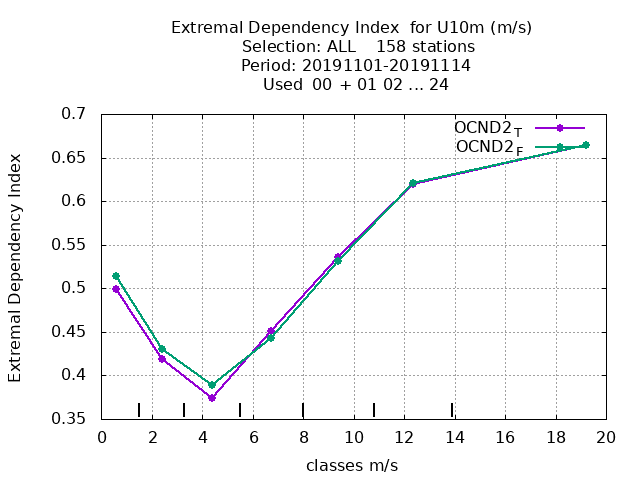 Extremal Dependency Index  for U10m (m/s)
Selection: ALL    158 stations
Period: 20191101-20191114
Used  00 + 01 02 ... 24
OCND2T
OCND2F
Extremal Dependency Index
0.7
0.65
0.6
0.55
0.5
0.45
0.4
0.35
0 2 4 6 8 10 12 14 16 18 20
classes m/s